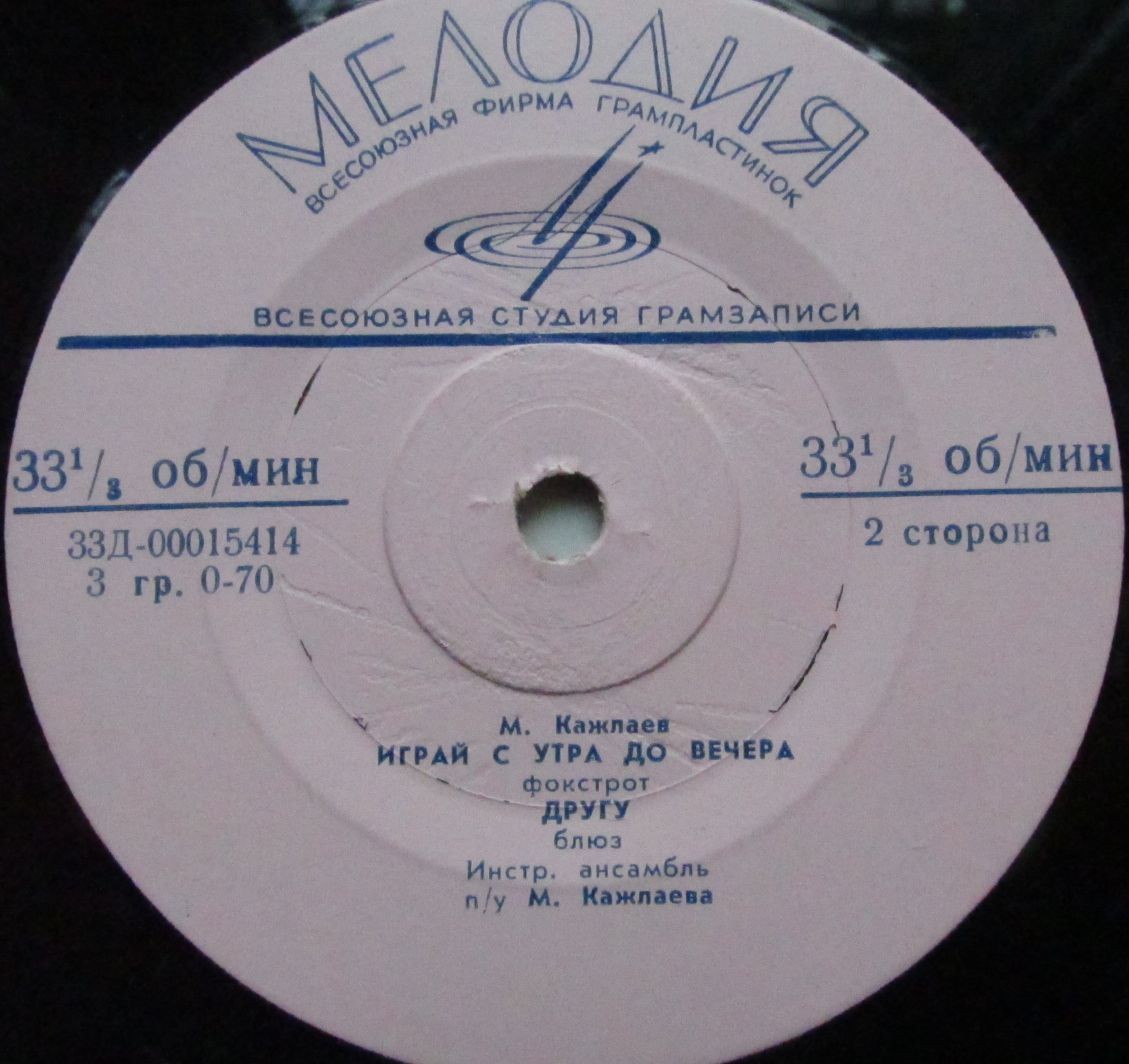 МЕЛОДИЯ
ВСЕСОЮЗНАЯ ФИРМА ГРАМПЛАСТИНОК
ВСЕСОЮЗНАЯ СТУДИЯ ГРАМЗАПИСИ
33¹/₃ об/мин
33Д-00015414
3 гр. 0-70
33¹/₃ об/мин
2 сторона
М. Кажлаев
ИГРАЙ С УТРА ДО ВЕЧЕРА
фокстрот
ДРУГУ
блюз
Инстр. ансамбль
п/у М. Кажлаева